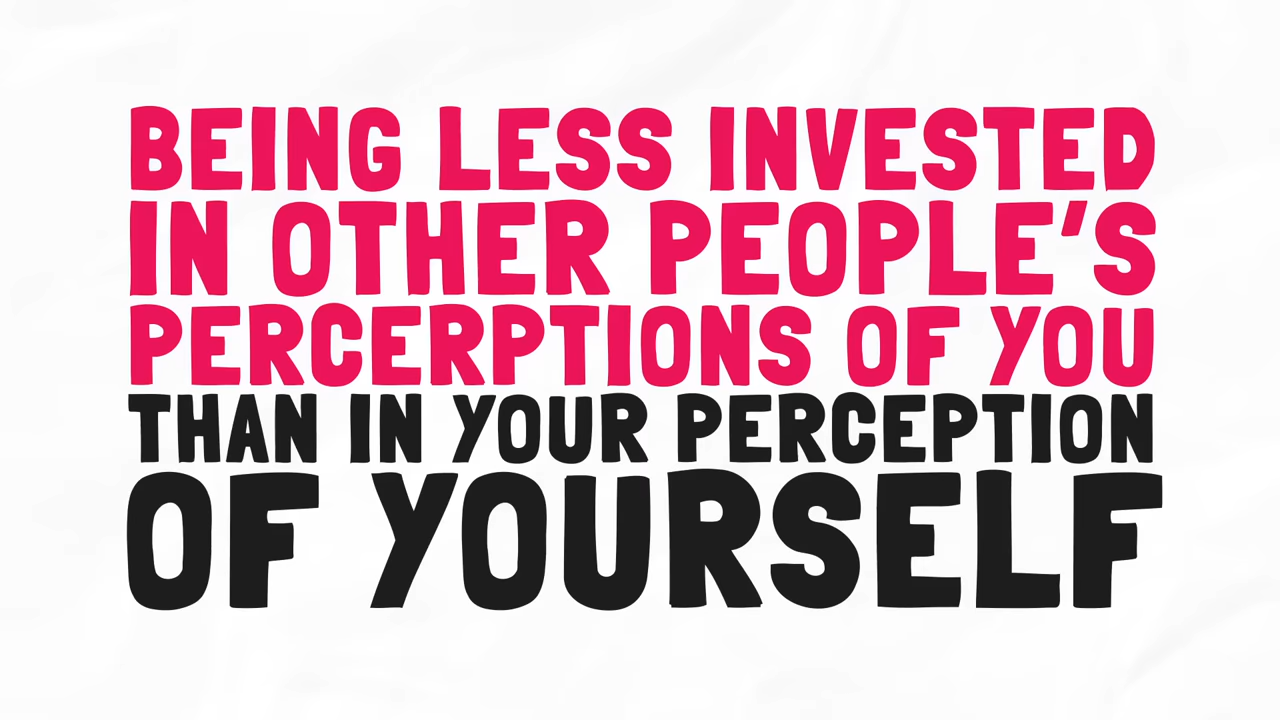 BEING LESS INVESTED
IN OTHER PEOPLE’S
PERCERPTIONS OF YOU
THAN IN YOUR PERCEPTION
OF YOURSELF